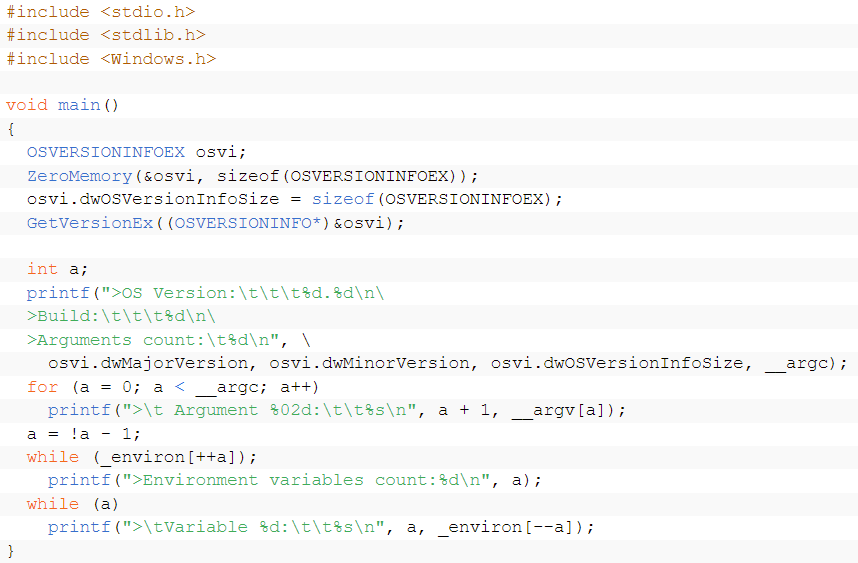 #include <stdio.h>
#include <stdlib.h>
#include <Windows.h>
void main()
{
  OSVERSIONINFOEX osvi;
  ZeroMemory(&osvi, sizeof(OSVERSIONINFOEX));
  osvi.dwOSVersionInfoSize = sizeof(OSVERSIONINFOEX);
  GetVersionEx((OSVERSIONINFO*)&osvi);
  int a;
  printf(">OS Version:\t\t\t%d.%d\n\
  >Build:\t\t\t%d\n\
  >Arguments count:\t%d\n", \
    osvi.dwMajorVersion, osvi.dwMinorVersion, osvi.dwOSVersionInfoSize, __argc);
  for (a = 0; a < __argc; a++)
    printf(">\t Argument %02d:\t\t%s\n", a + 1, __argv[a]);
  a = !a - 1;
  while (_environ[++a]);
    printf(">Environment variables count:%d\n", a);
  while (a)
    printf(">\tVariable %d:\t\t%s\n", a, _environ[--a]);
}